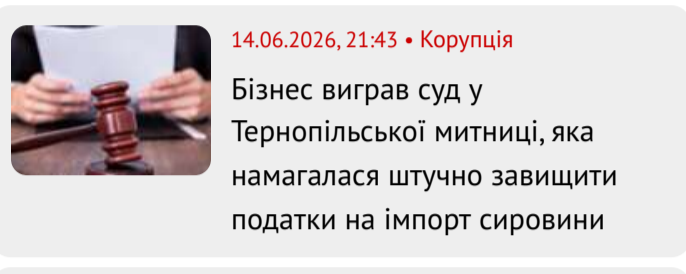 14.06.2026, 21:43 • Корупція
Бізнес виграв суд у
Тернопільської митниці, яка
намагалася штучно завищити
податки на імпорт сировини